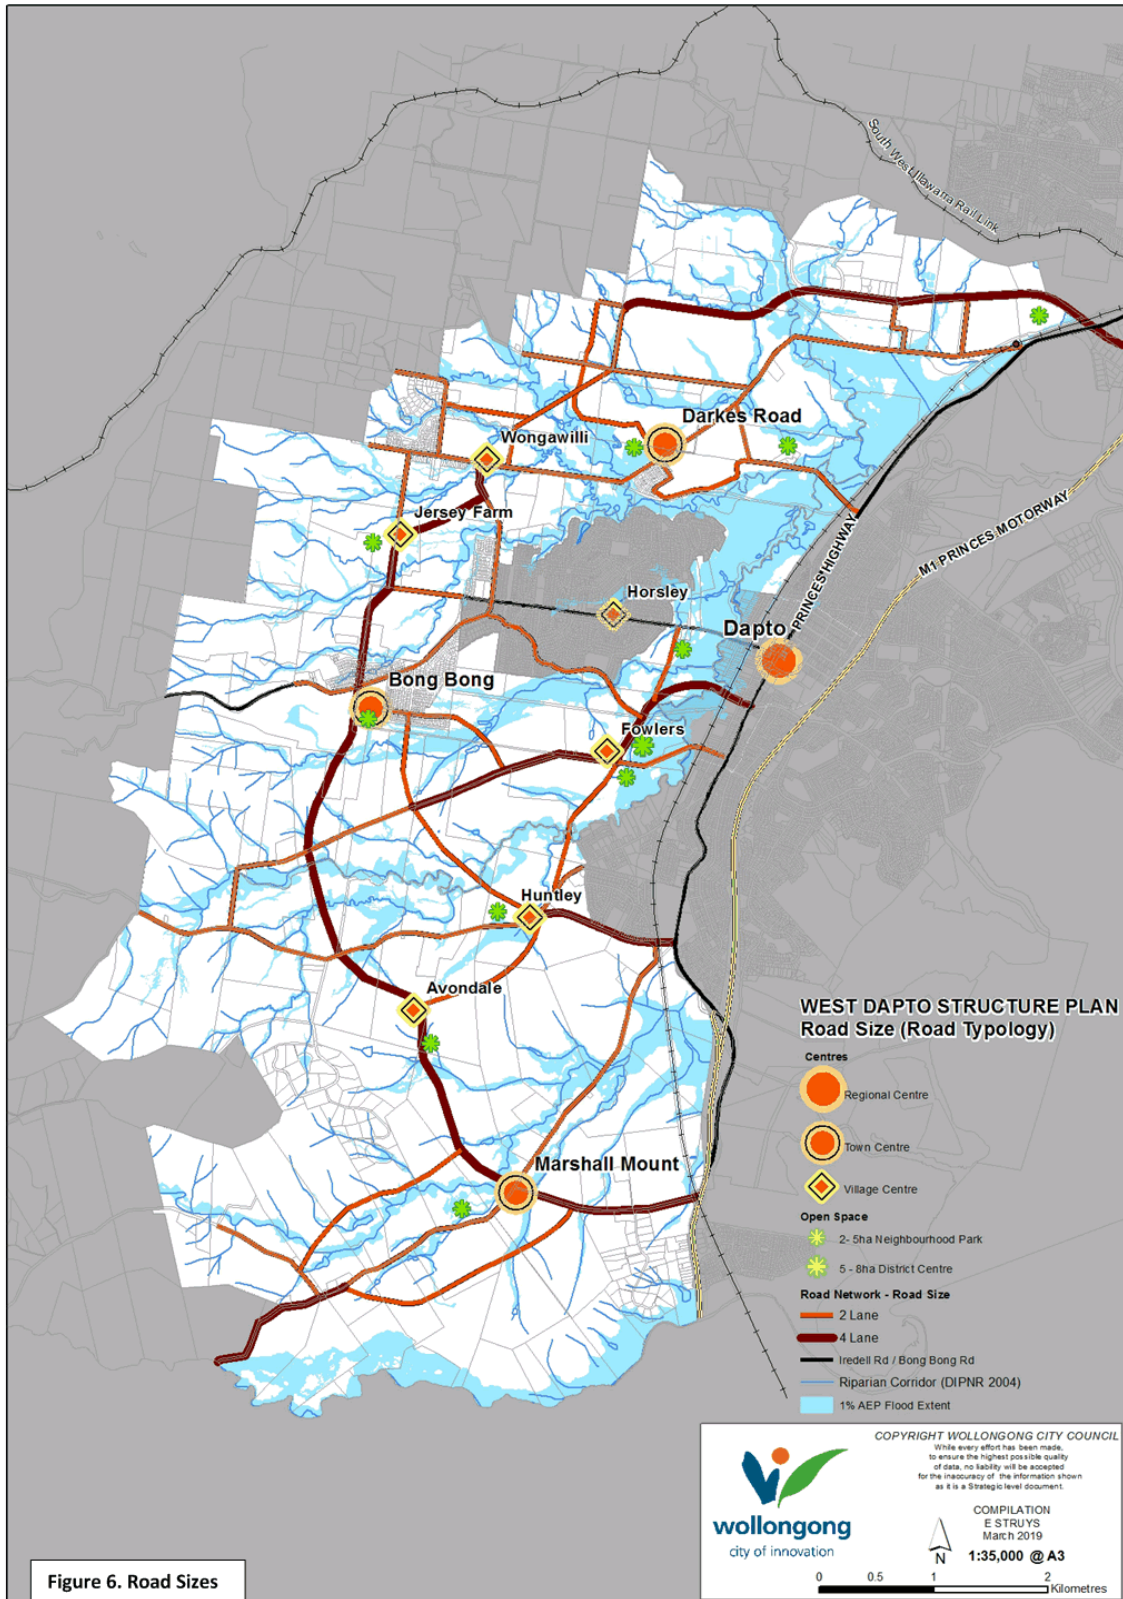 South West Illawarra Rail Link
Darkes Road
Wongawilli
Jersey Farm
PRINCES HIGHWAY
M1 PRINCES MOTORWAY
Horsley
Dapto
Bong Bong
Fowlers
Huntley
Avondale
Marshall Mount
WEST DAPTO STRUCTURE PLAN
Road Size (Road Typology)
Centres
Regional Centre
Town Centre
Village Centre
Open Space
2- 5ha Neighbourhood Park
5 - 8ha District Centre
Road Network - Road Size
2 Lane
4 Lane
Iredell Rd / Bong Bong Rd
Riparian Corridor (DIPNR 2004)
1% AEP Flood Extent
COPYRIGHT WOLLONGONG CITY COUNCIL
While every effort has been made,
to ensure the highest possible quality
of data, no liability will be accepted
for the inaccuracy of the information shown
as it is a Strategic level document.
COMPILATION
E STRUYS
March 2019
1:35,000 @ A3
N
wollongong
city of innovation
0 0.5 1 2
Kilometres
Figure 6. Road Sizes